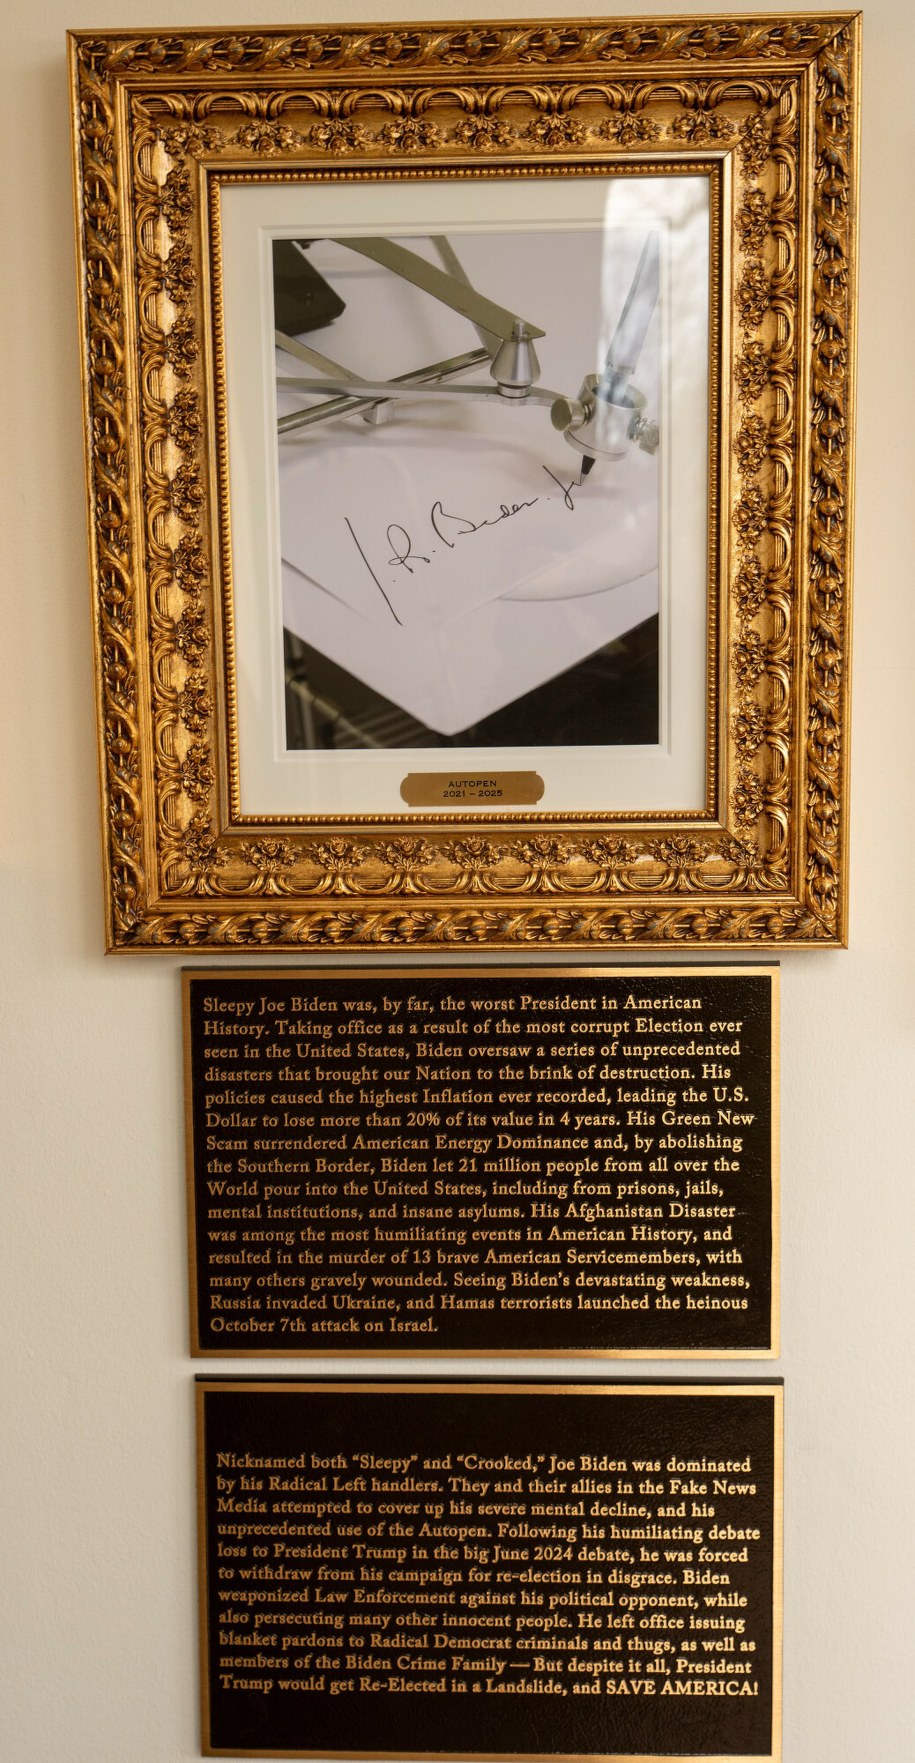 J. R. Biden. Jr
AUTOPEN
2021 – 2025
Sleepy Joe Biden was, by far, the worst President in American
History. Taking office as a result of the most corrupt Election ever
seen in the United States, Biden oversaw a series of unprecedented
disasters that brought our Nation to the brink of destruction. His
policies caused the highest Inflation ever recorded, leading the U.S.
Dollar to lose more than 20% of its value in 4 years. His Green New
Scam surrendered American Energy Dominance and, by abolishing
the Southern Border, Biden let 21 million people from all over the
World pour into the United States, including from prisons, jails,
mental institutions, and insane asylums. His Afghanistan Disaster
was among the most humiliating events in American History, and
resulted in the murder of 13 brave American Servicemembers, with
many others gravely wounded. Seeing Biden's devastating weakness,
Russia invaded Ukraine, and Hamas terrorists launched the heinous
October 7th attack on Israel.
Nicknamed both “Sleepy” and “Crooked,” Joe Biden was dominated
by his Radical Left handlers. They and their allies in the Fake News
Media attempted to cover up his severe mental decline, and his
unprecedented use of the Autopen. Following his humiliating debate
loss to President Trump in the big June 2024 debate, he was forced
to withdraw from his campaign for re-election in disgrace. Biden
weaponized Law Enforcement against his political opponent, while
also persecuting many other innocent people. He left office issuing
blanket pardons to Radical Democrat criminals and thugs, as well as
members of the Biden Crime Family — But despite it all, President
Trump would get Re-Elected in a Landslide, and SAVE AMERICA!